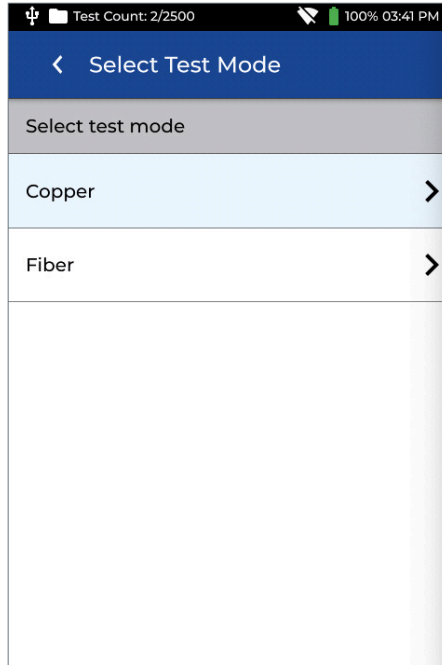 Test Count: 2/2500 100% 03:41 PM
Select Test Mode
Select test mode
Copper
Fiber